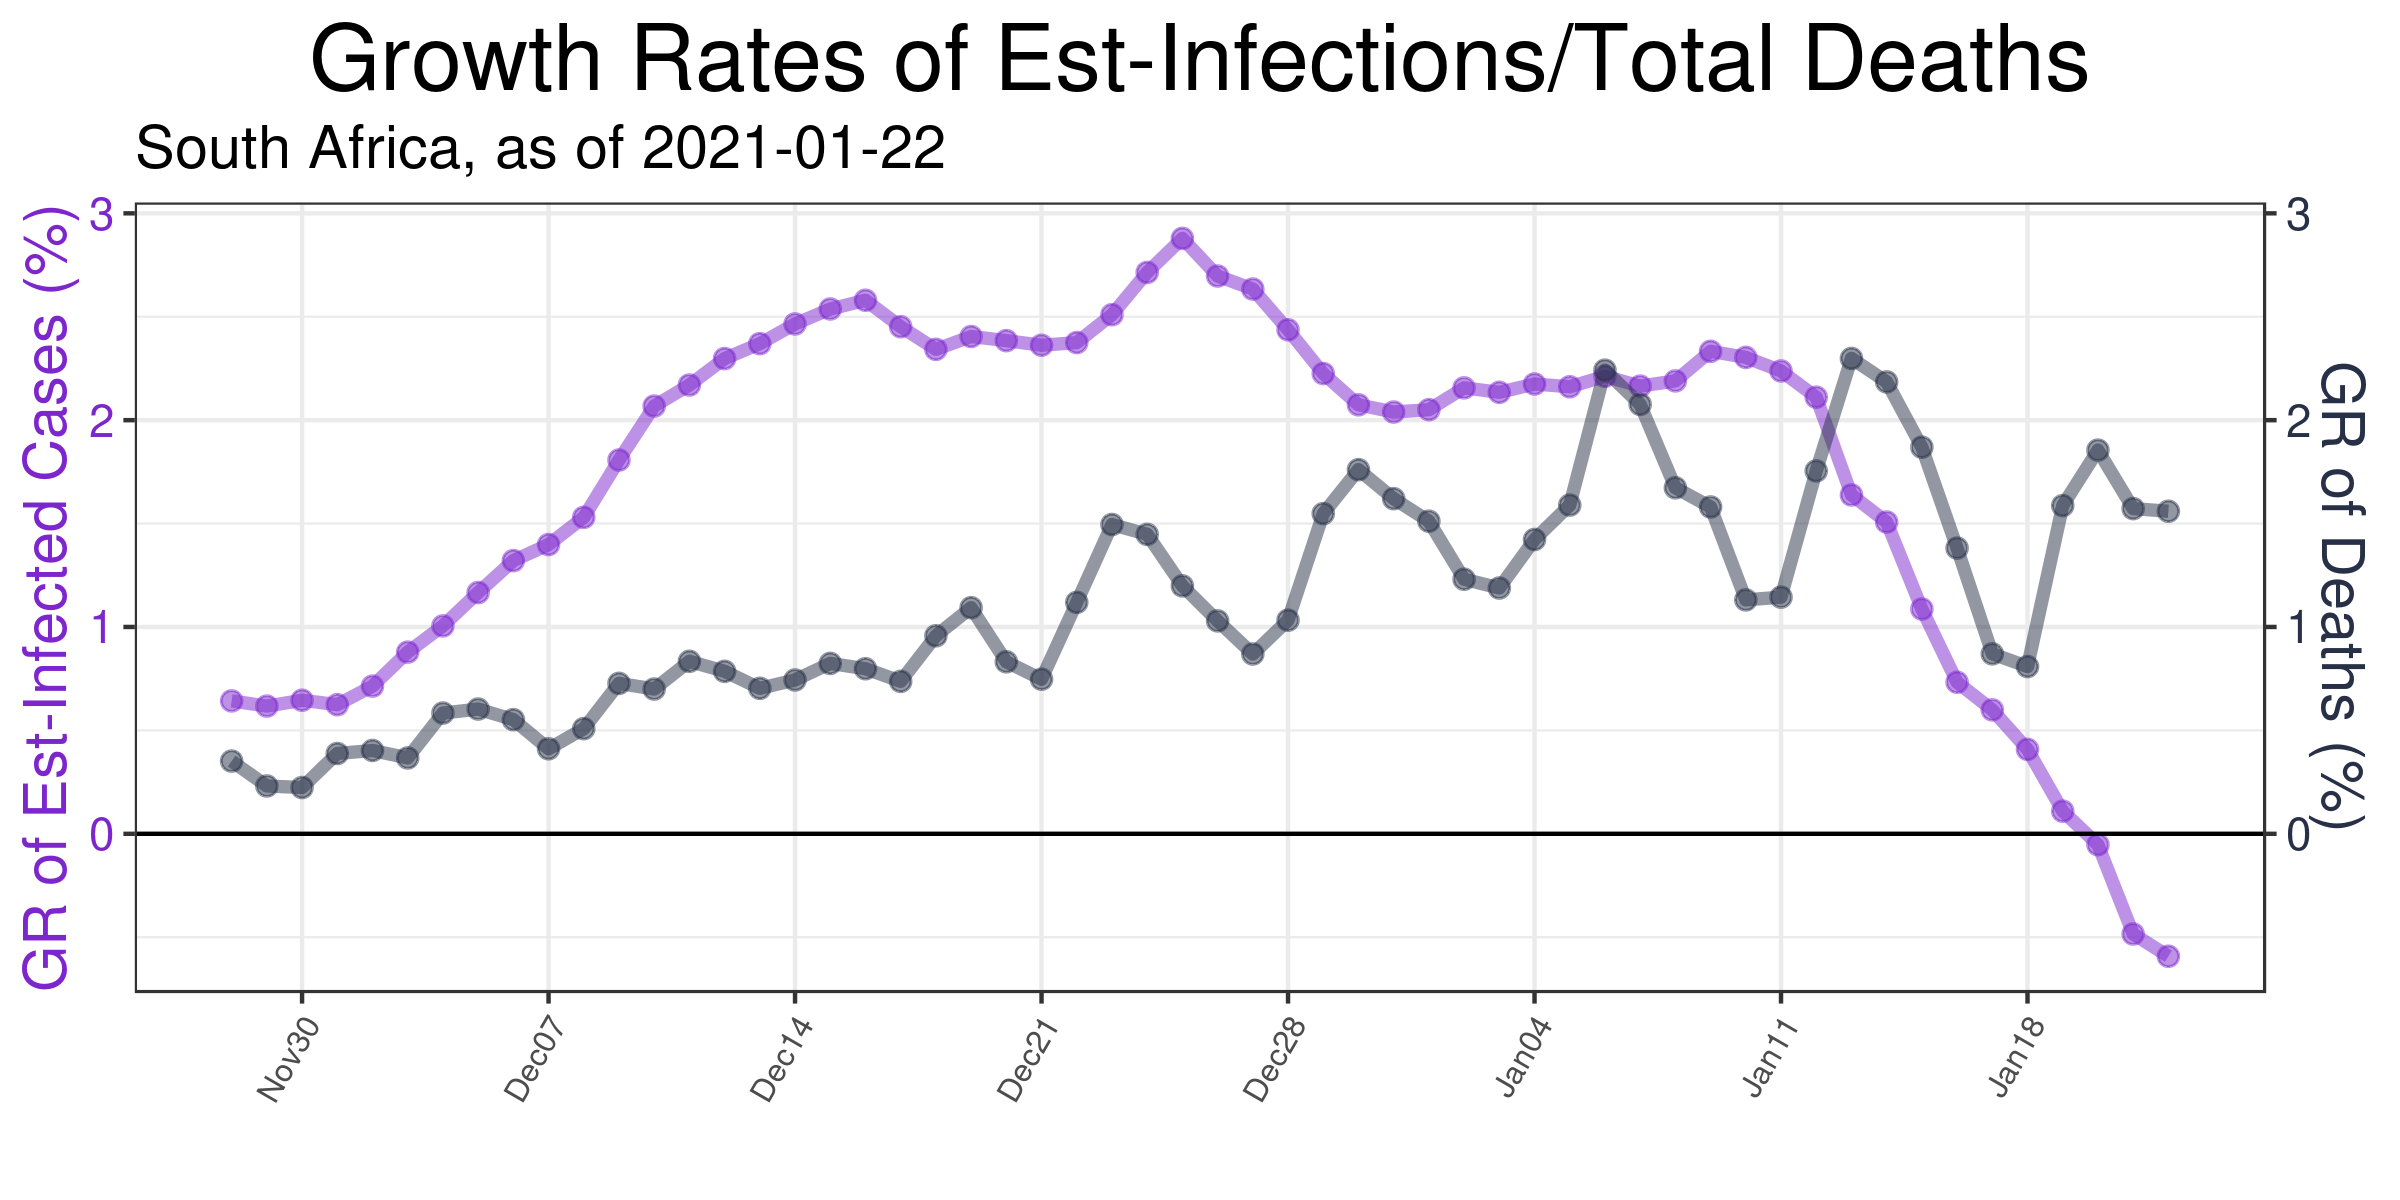 Growth Rates of Est-Infections/Total Deaths
South Africa, as of 2021-01-22
GR of Est-Infected Cases (%)
3
2
1
0
3
2
1
0
GR of Deaths (%)
Nov30
Dec07
Dec14
Dec21
Dec28
Jan04
Jan11
Jan18